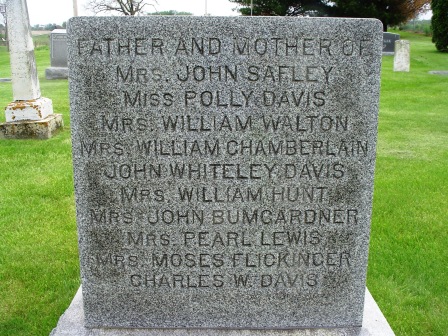 FATHER AND MOTHER OF
MRS. JOHN SAFLEY
MISS POLLY DAVIS
MRS. WILLIAM WALTON
MRS. WILLIAM CHAMBERLAIN
JOHN WHITELEY DAVIS
MRS. WILLIAM HUNT
MRS. JOHN BUMGARDNER
MRS. PEARL LEWIS
MRS. MOSES FLICKINGER
CHARLES W. DAVIS